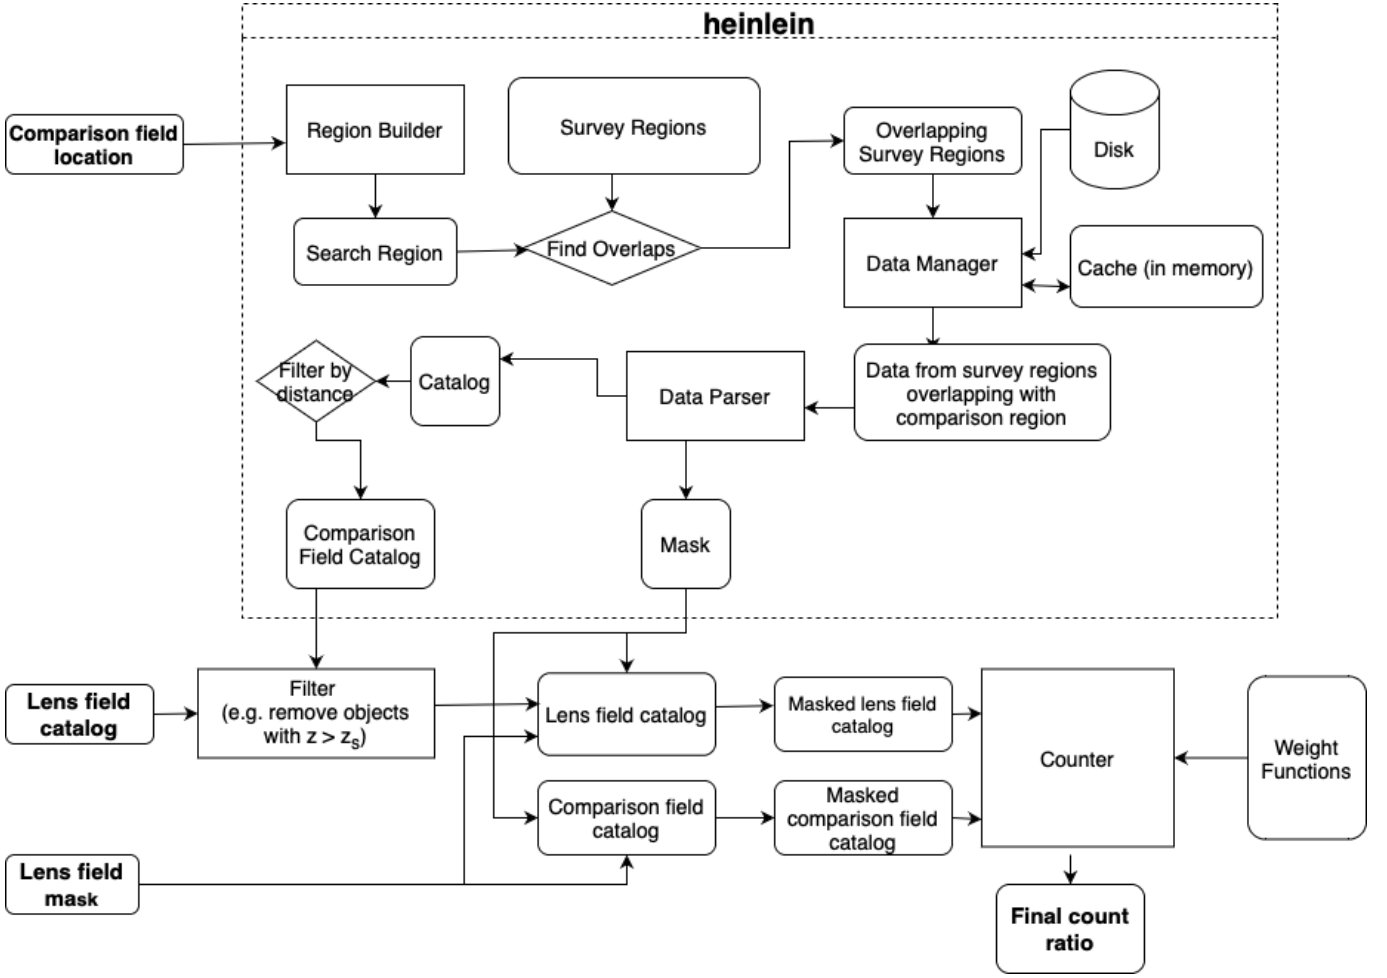 heinlein
Comparison field
location
Region Builder
Survey Regions
Overlapping
Survey Regions
Disk
Search Region
Find Overlaps
Data Manager
Cache (in memory)
Filter by
distance
Catalog
Data Parser
Data from survey regions
overlapping with
comparison region
Comparison
Field Catalog
Mask
Lens field
catalog
Filter
(e.g. remove objects
with z > zs)
Lens field catalog
Masked lens field
catalog
Counter
Weight
Functions
Comparison field
catalog
Masked
comparison field
catalog
Lens field
mask
Final count
ratio